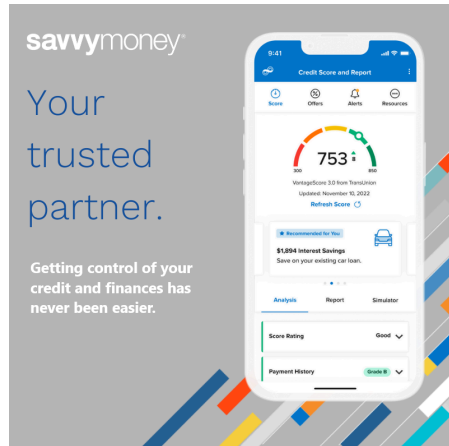 savvymoney®
Your
trusted
partner.
Getting control of your
credit and finances has
never been easier.
9:41
Credit Score and Report
Score Offers Alerts Resources
753 8
300 850
VantageScore 3.0 from TransUnion
Updated: November 10, 2022
Refresh Score
Recommended for You
$1,894 Interest Savings
Save on your existing car loan.
Analysis Report Simulator
Score Rating Good
Payment History Grade B